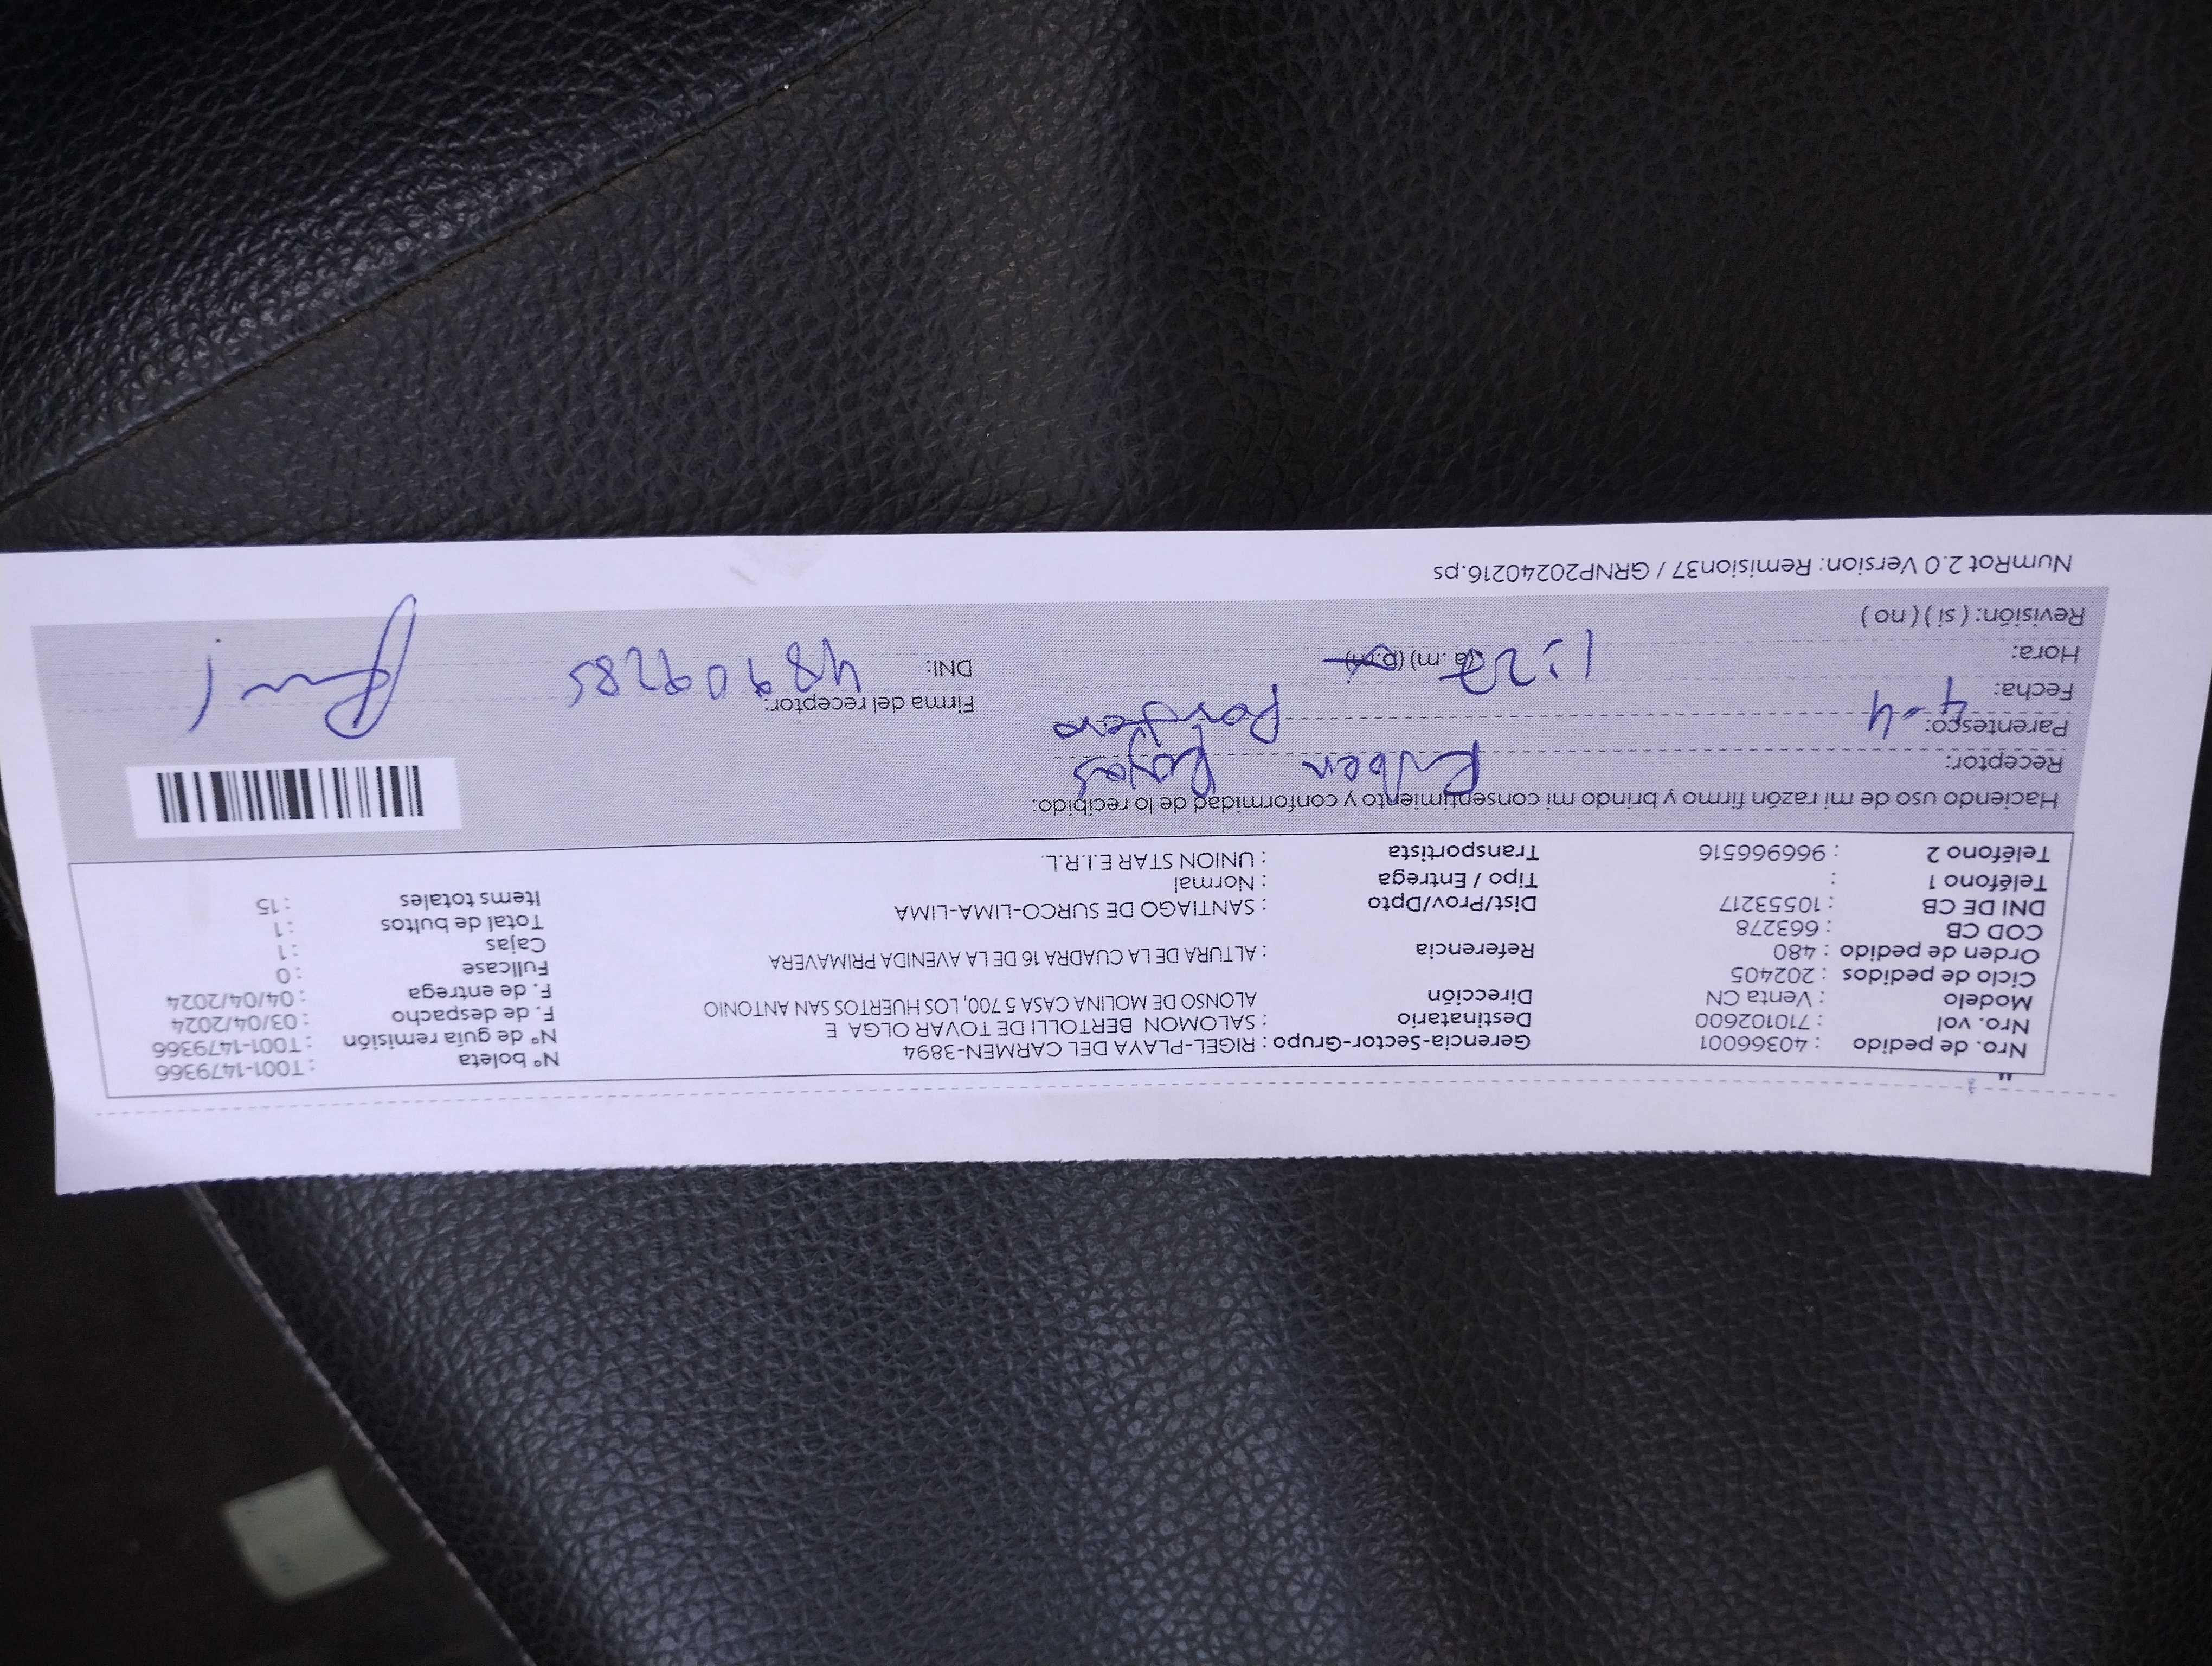 Nro. de pedido : 40366001 Gerencia-Sector-Grupo : RIGEL-PLAYA DEL CARMEN-3894 N° boleta : T001-1479366
Nro. vol : 710102600 Destinatario : SALOMON BERTOLLI DE TOVAR OLGA E N° de guia remisión : T001-1479366
Modelo : Venta CN Dirección ALONSO DE MOLINA CASA 5 700, LOS HUERTOS SAN ANTONIO F. de despacho : 03/04/2024
Ciclo de pedidos : 202405 F. de entrega : 04/04/2024
Orden de pedido : 480 Referencia : ALTURA DE LA CUADRA 16 DE LA AVENIDA PRIMAVERA Fullcase : 0
COD CB : 663278 Cajas : 1
DNI DE CB : 10553217 Dist/Prov/Dpto : SANTIAGO DE SURCO-LIMA-LIMA Total de bultos : 1
Teléfono 1 : Tipo / Entrega : Normal Items totales : 15
Teléfono 2 : 966966516 Transportista : UNION STAR E.I.R.L.
Haciendo uso de mi razón firmo y brindo mi consentimiento y conformidad de lo recibido:
Receptor: Ruben Rojas
Parentesco: Portero
Fecha: 4-4 Firma del receptor:
Hora: 1:27 (a .m) (p.m) DNI: 48909285
Revisión: ( si ) ( no )
NumRot 2.0 Version: Remision37 / GRNP20240216.ps